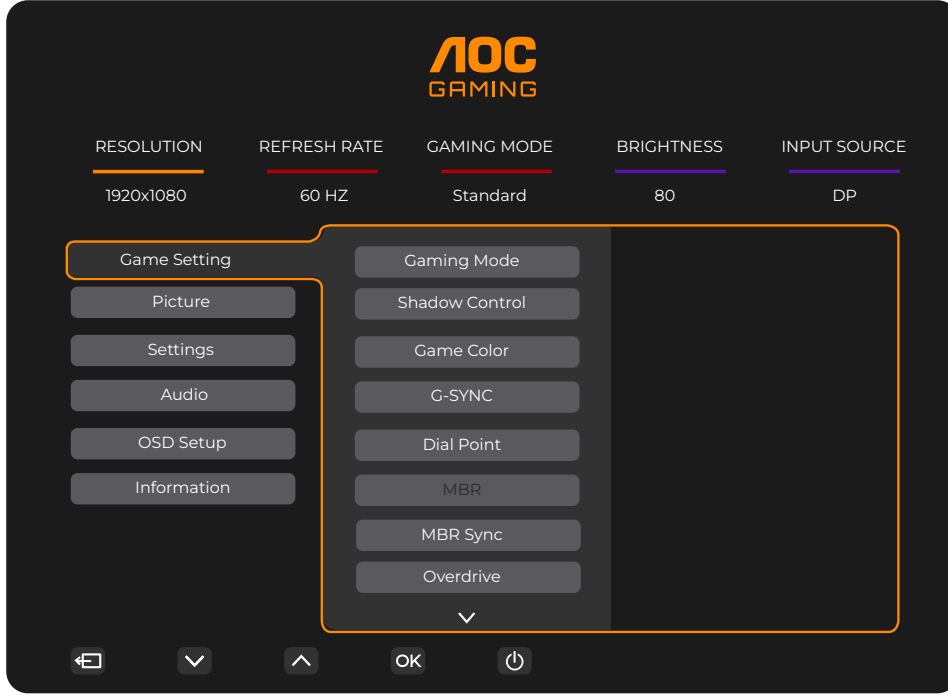 AOC
GAMING
RESOLUTION REFRESH RATE GAMING MODE BRIGHTNESS INPUT SOURCE
1920x1080 60 HZ Standard 80 DP
Game Setting Gaming Mode
Picture Shadow Control
Settings Game Color
Audio G-SYNC
OSD Setup Dial Point
Information MBR
MBR Sync
Overdrive
OK